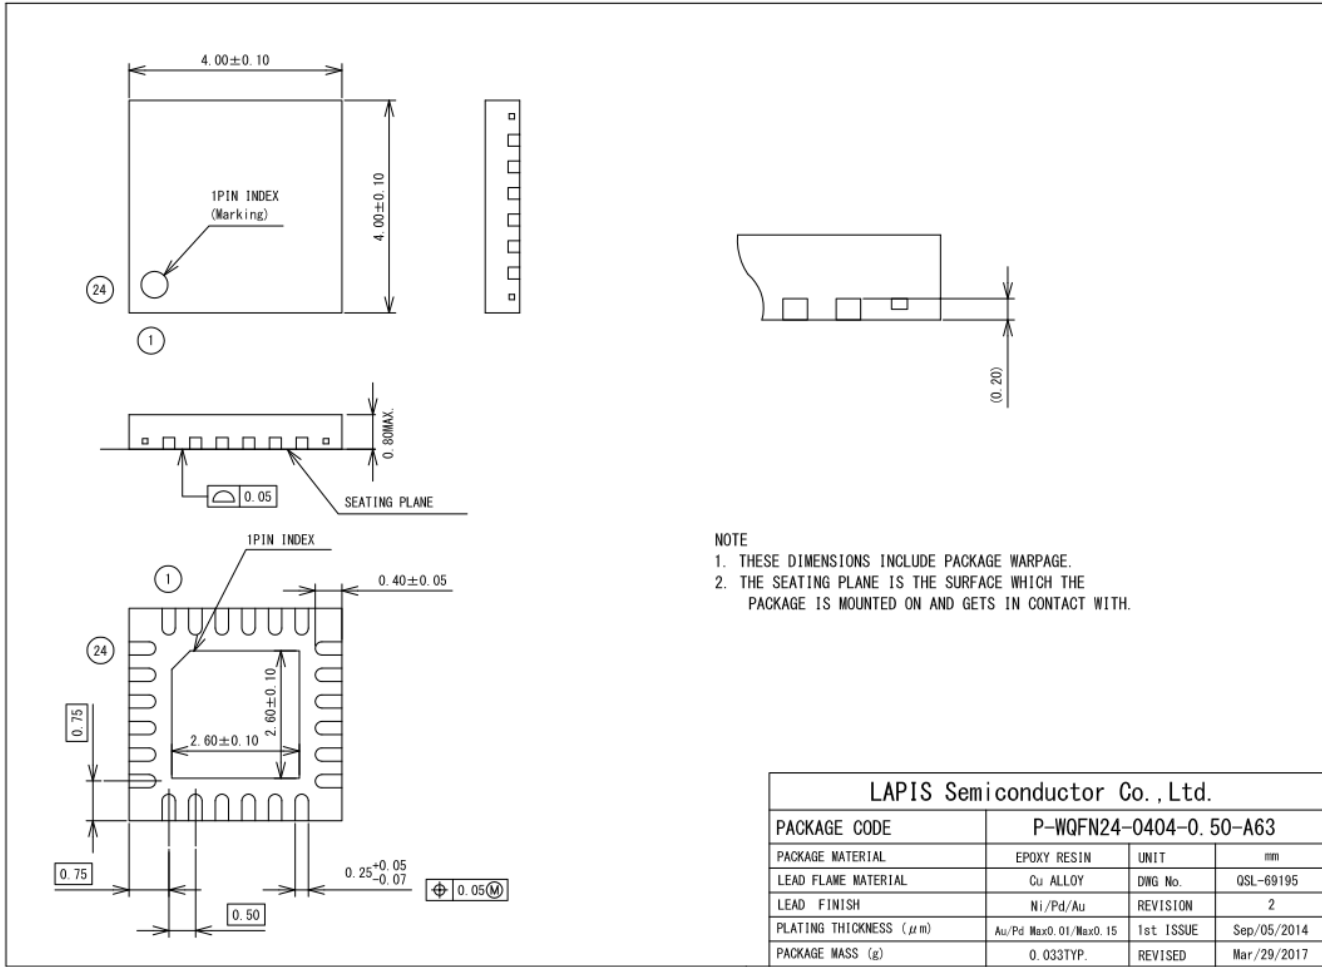 4.00±0.10
1PIN INDEX
(Marking)
4.00±0.10
24
1
0.80MAX.
0.05
SEATING PLANE
(0.20)
NOTE
1. THESE DIMENSIONS INCLUDE PACKAGE WARPAGE.
2. THE SEATING PLANE IS THE SURFACE WHICH THE
PACKAGE IS MOUNTED ON AND GETS IN CONTACT WITH.
1PIN INDEX
1
0.40±0.05
24
2.60±0.10
2.60±0.10
0.75
0.75
0.25+0.05
-0.07
0.05Ⓜ
0.50
LAPIS Semiconductor Co.,Ltd.
PACKAGE CODE P-WQFN24-0404-0.50-A63
PACKAGE MATERIAL EPOXY RESIN UNIT mm
LEAD FLAME MATERIAL Cu ALLOY DWG No. QSL-69195
LEAD FINISH Ni/Pd/Au REVISION 2
PLATING THICKNESS (μm) Au/Pd Max0.01/Max0.15 1st ISSUE Sep/05/2014
PACKAGE MASS (g) 0.033TYP. REVISED Mar/29/2017